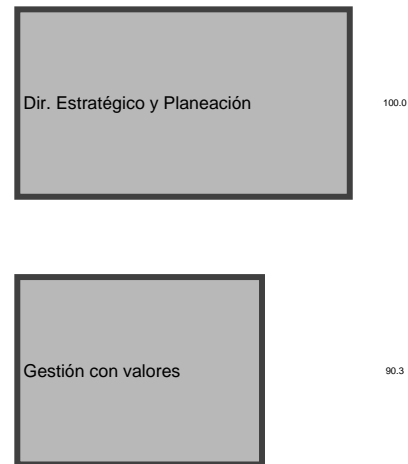 Dir. Estratégico y Planeación 100.0
Gestión con valores 90.3